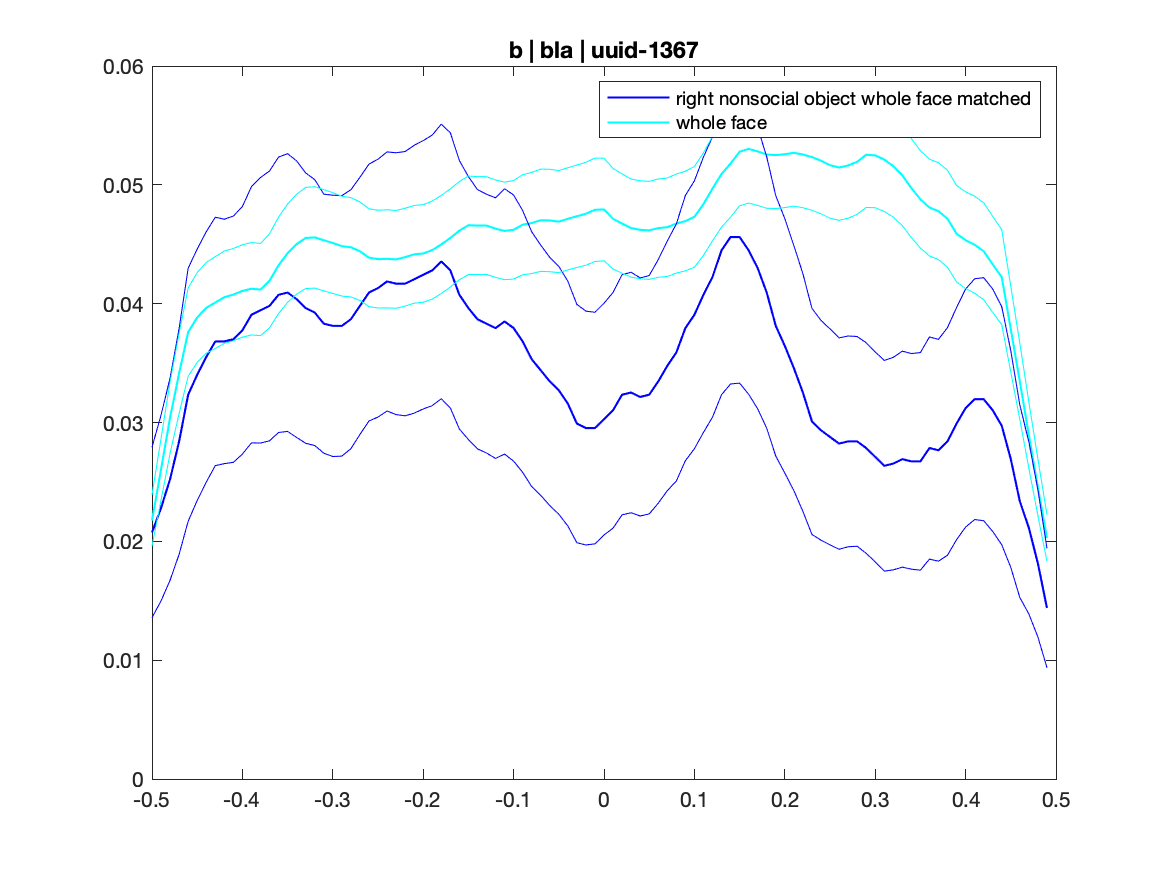 b | bla | uuid-1367
0.06
0.05
0.04
0.03
0.02
0.01
0
right nonsocial object whole face matched
whole face
-0.5 -0.4 -0.3 -0.2 -0.1 0 0.1 0.2 0.3 0.4 0.5